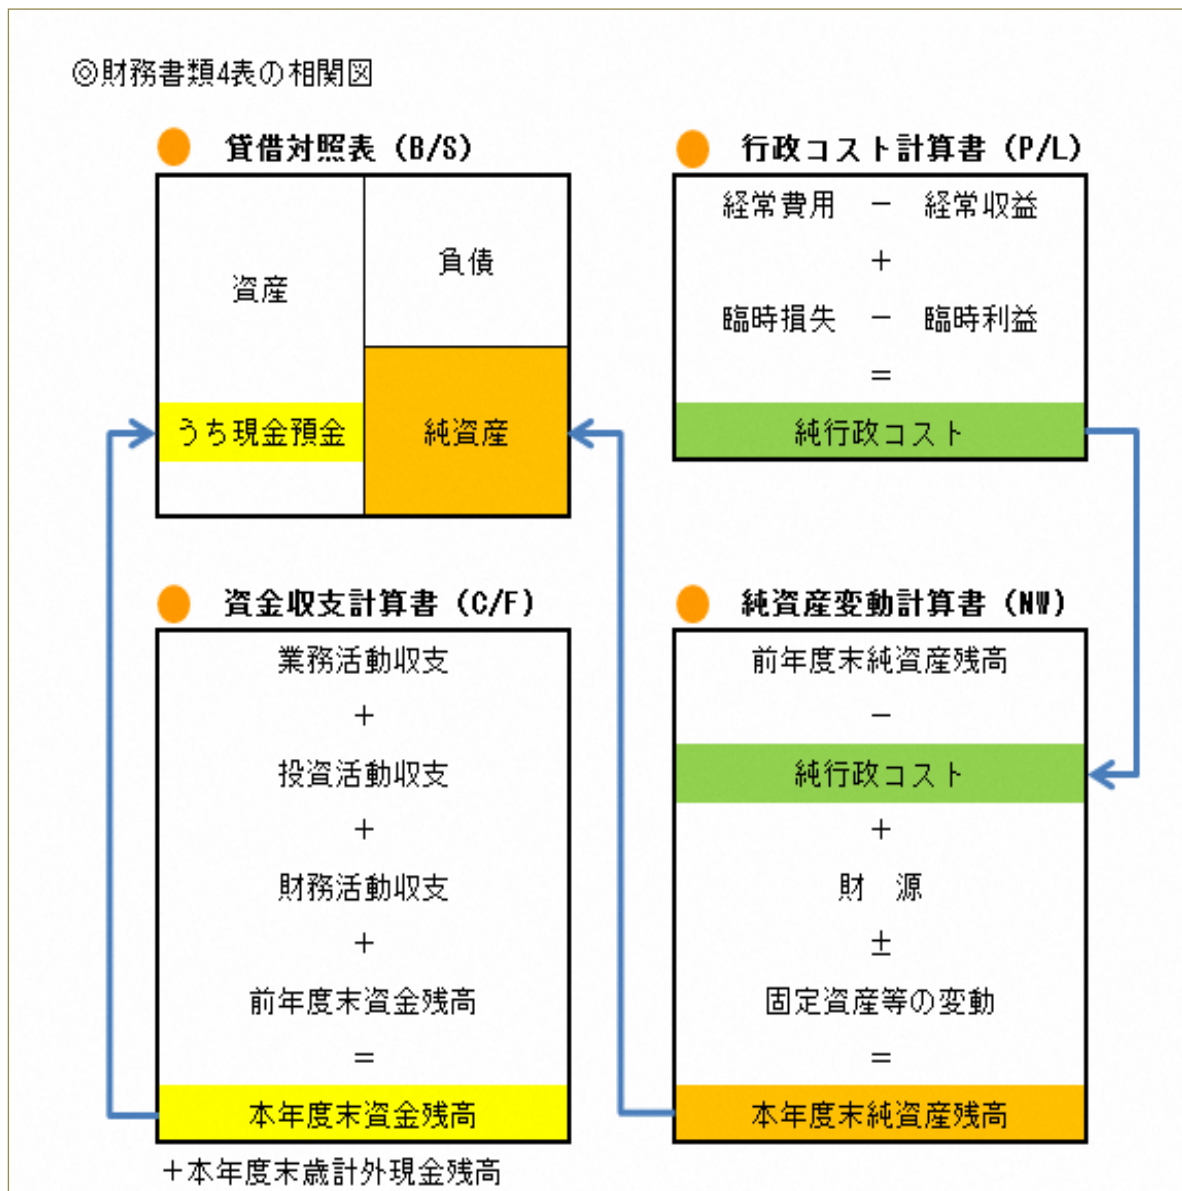 ◎財務書類4表の相関図
貸借対照表（B/S）
資産
負債
うち現金預金
純資産
行政コスト計算書（P/L）
経常費用 － 経常収益
＋
臨時損失 － 臨時利益
＝
純行政コスト
資金収支計算書（C/F）
業務活動収支
＋
投資活動収支
＋
財務活動収支
＋
前年度末資金残高
＝
本年度末資金残高
＋本年度末歳計外現金残高
純資産変動計算書（NW）
前年度末純資産残高
－
純行政コスト
＋
財　源
±
固定資産等の変動
＝
本年度末純資産残高